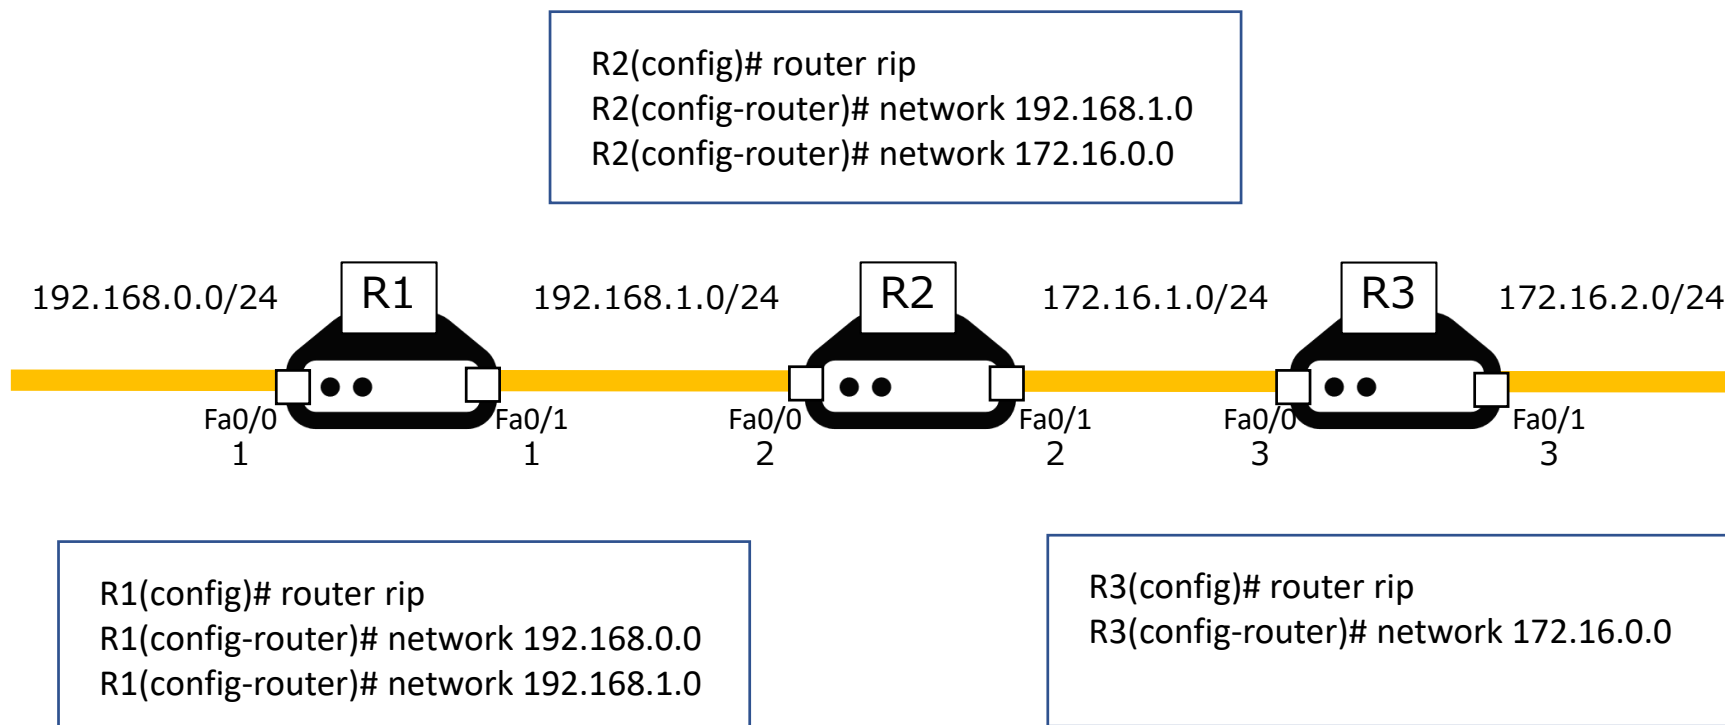 R2(config)# router rip
R2(config-router)# network 192.168.1.0
R2(config-router)# network 172.16.0.0
192.168.0.0/24
R1
192.168.1.0/24
R2
172.16.1.0/24
R3
172.16.2.0/24
Fa0/0
1
Fa0/1
1
Fa0/0
2
Fa0/1
2
Fa0/0
3
Fa0/1
3
R1(config)# router rip
R1(config-router)# network 192.168.0.0
R1(config-router)# network 192.168.1.0
R3(config)# router rip
R3(config-router)# network 172.16.0.0